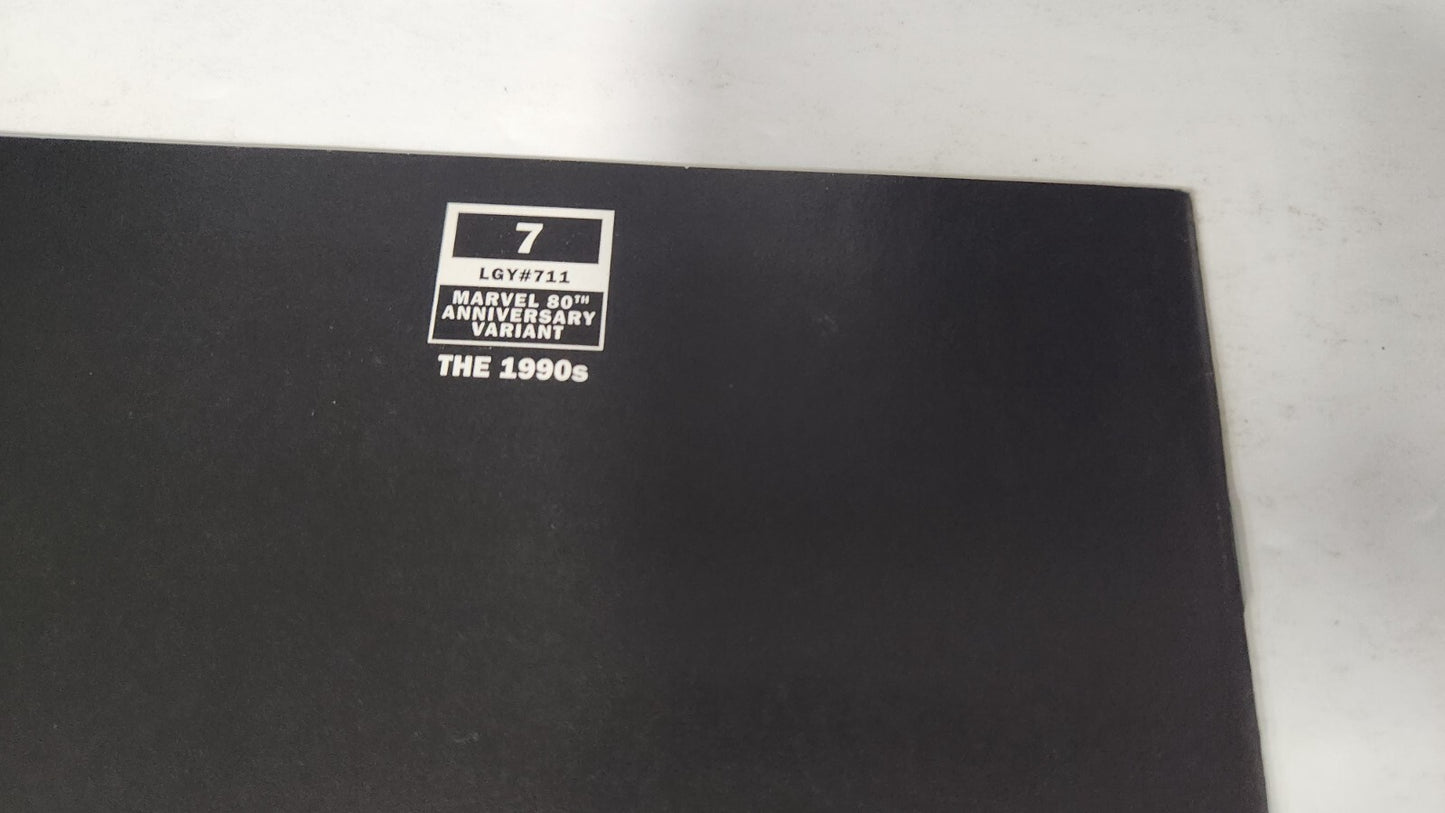 7
LGY#711
MARVEL 80TH
ANNIVERSARY
VARIANT
THE 1990s